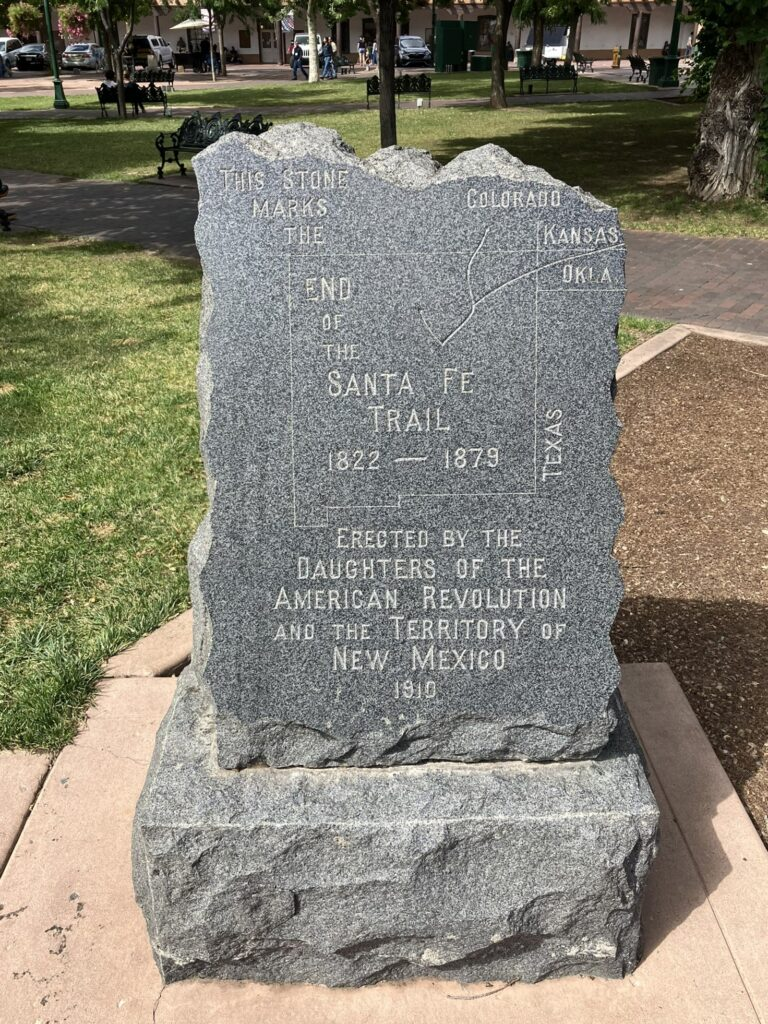 THIS STONE
MARKS
THE
COLORADO
KANSAS
OKLA
END
OF
THE
SANTA FE
TRAIL
1822 — 1879
TEXAS
ERECTED BY THE
DAUGHTERS OF THE
AMERICAN REVOLUTION
AND THE TERRITORY OF
NEW MEXICO
1910